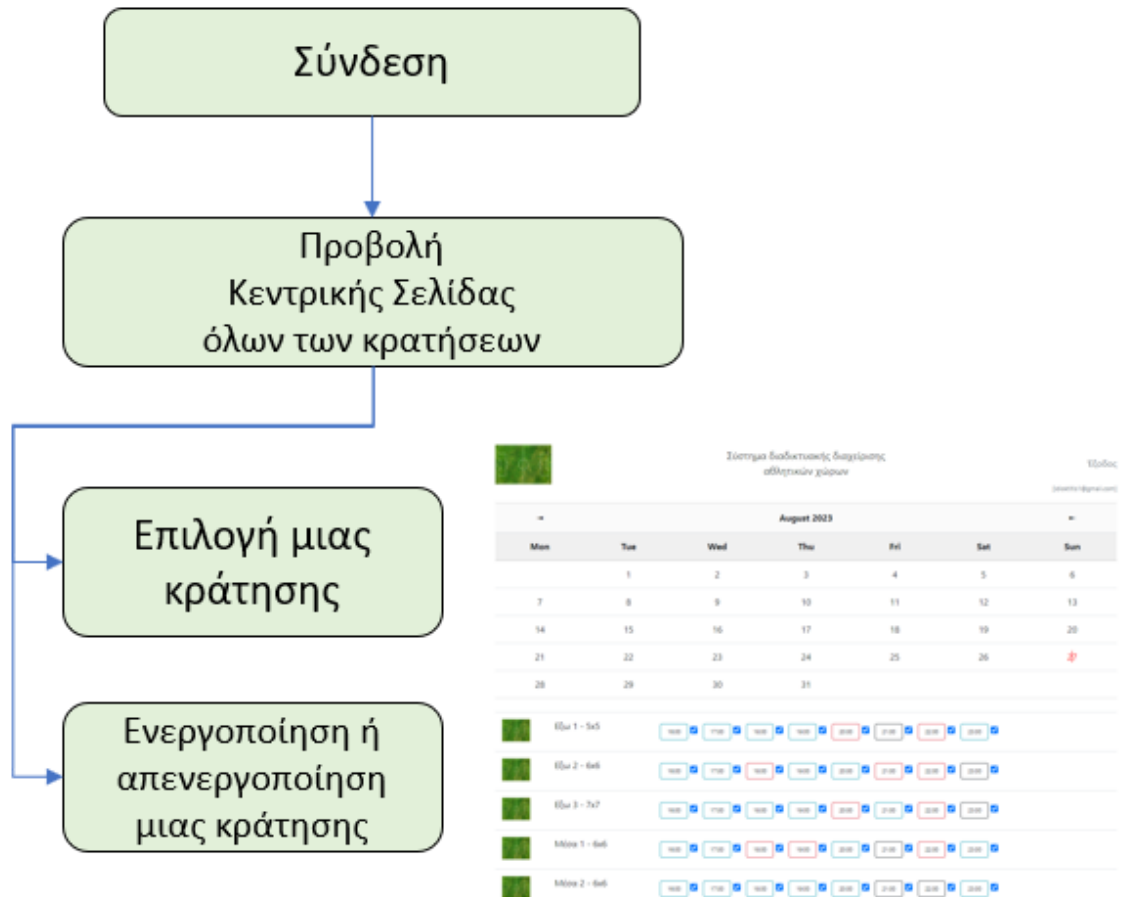 Σύνδεση
Προβολή
Κεντρικής Σελίδας
όλων των κρατήσεων
Επιλογή μιας
κράτησης
Ενεργοποίηση ή
απενεργοποίηση
μιας κράτησης
Σύστημα διαδικτυακής διαχείρισης
αθλητικών χώρων
Έξοδος
August 2023
Mon Tue Wed Thu Fri Sat Sun
1 2 3 4 5 6
7 8 9 10 11 12 13
14 15 16 17 18 19 20
21 22 23 24 25 26 27
28 29 30 31
Εξω 1 - 5x5
Εξω 2 - 6x6
Εξω 3 - 7x7
Μέσα 1 - 6x6
Μέσα 2 - 6x6